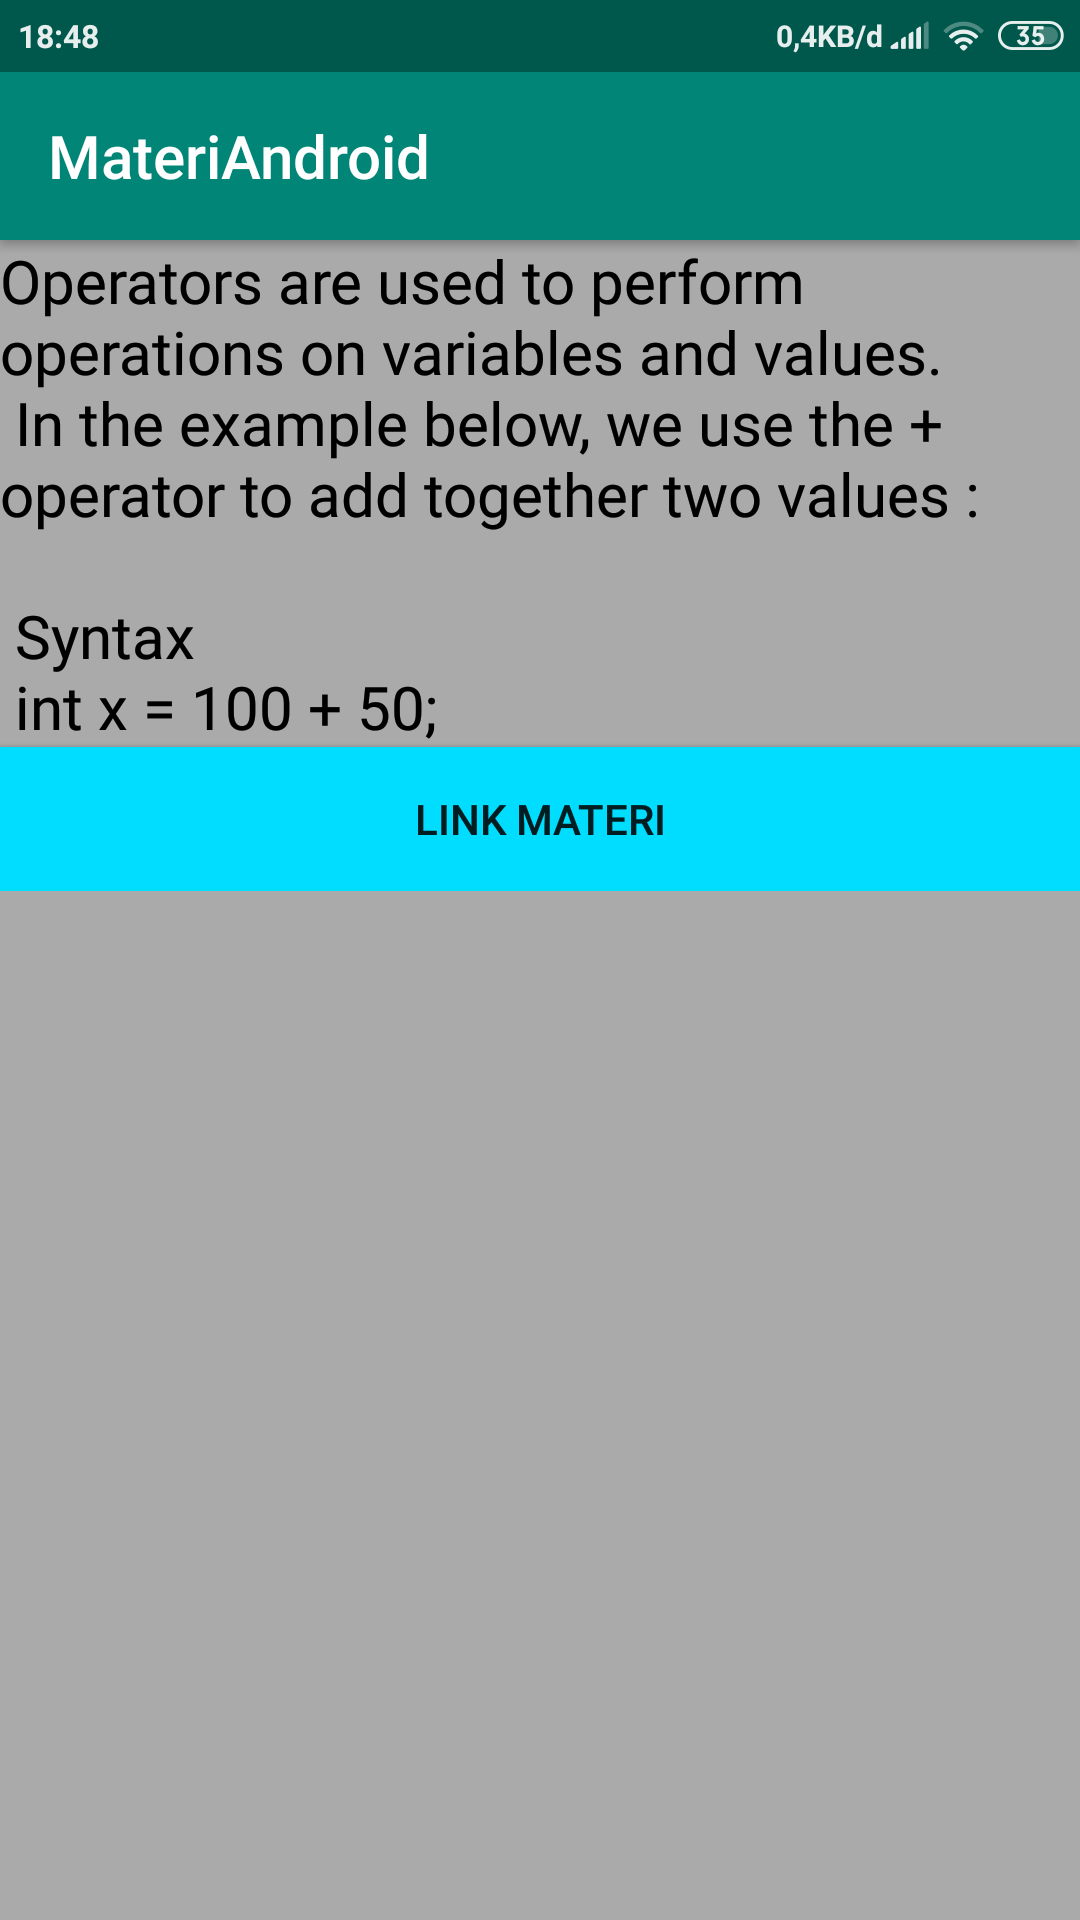 18:48 0,4KB/d 35
MateriAndroid
Operators are used to perform
operations on variables and values.
In the example below, we use the +
operator to add together two values :
Syntax
int x = 100 + 50;
LINK MATERI